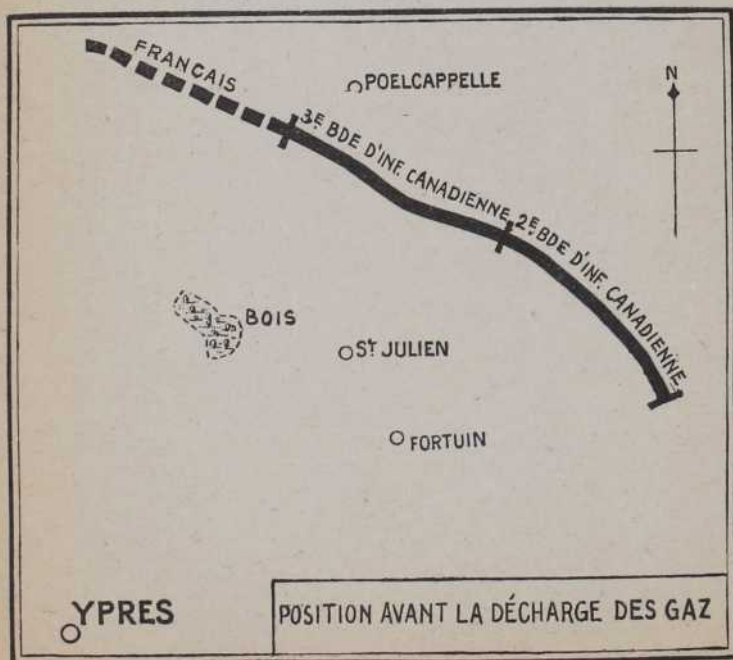 FRANÇAIS
POELCAPPELLE
N
3E BDE D'INF. CANADIENNE
2E BDE D'INF. CANADIENNE
BOIS
ST JULIEN
FORTUIN
YPRES
POSITION AVANT LA DÉCHARGE DES GAZ